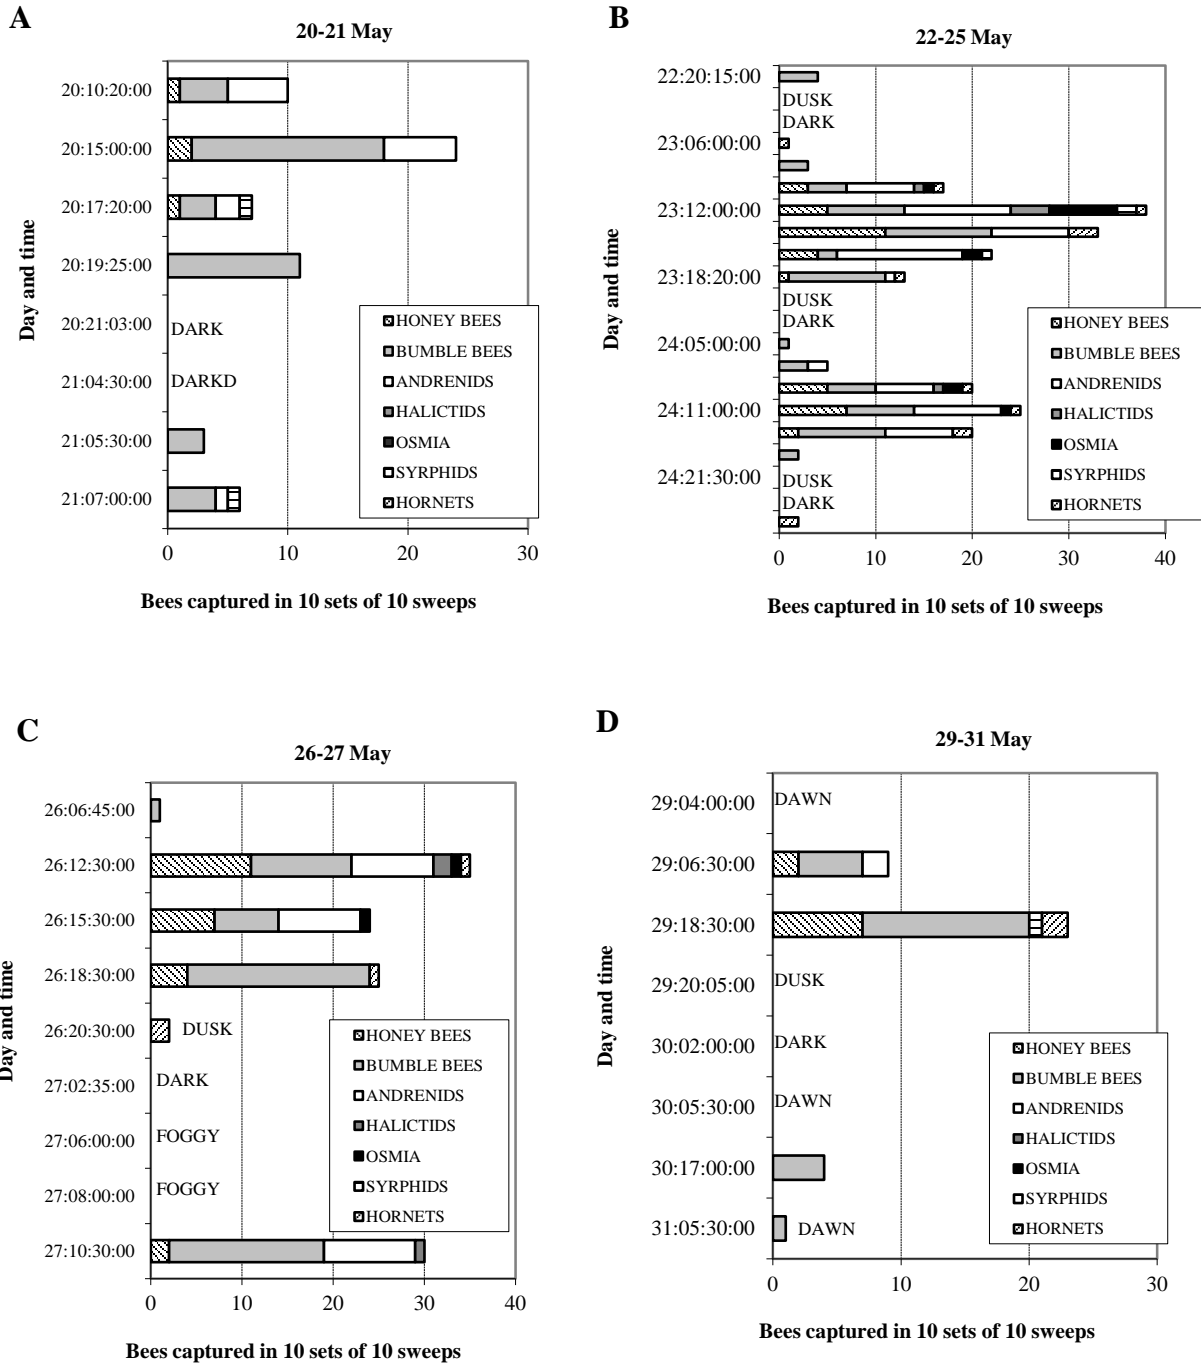 A
20-21 May
Day and time
20:10:20:00
20:15:00:00
20:17:20:00
20:19:25:00
20:21:03:00
DARK
21:04:30:00
DARKD
21:05:30:00
21:07:00:00
HONEY BEES
BUMBLE BEES
ANDRENIDS
HALICTIDS
OSMIA
SYRPHIDS
HORNETS
0 10 20 30
Bees captured in 10 sets of 10 sweeps
B
22-25 May
Day and time
22:20:15:00
DUSK
DARK
23:06:00:00
23:12:00:00
23:18:20:00
DUSK
DARK
24:05:00:00
24:11:00:00
24:21:30:00
DUSK
DARK
HONEY BEES
BUMBLE BEES
ANDRENIDS
HALICTIDS
OSMIA
SYRPHIDS
HORNETS
0 10 20 30 40
Bees captured in 10 sets of 10 sweeps
C
26-27 May
Day and time
26:06:45:00
26:12:30:00
26:15:30:00
26:18:30:00
26:20:30:00
DUSK
27:02:35:00
DARK
27:06:00:00
FOGGY
27:08:00:00
FOGGY
27:10:30:00
HONEY BEES
BUMBLE BEES
ANDRENIDS
HALICTIDS
OSMIA
SYRPHIDS
HORNETS
0 10 20 30 40
Bees captured in 10 sets of 10 sweeps
D
29-31 May
Day and time
29:04:00:00
DAWN
29:06:30:00
29:18:30:00
29:20:05:00
DUSK
30:02:00:00
DARK
30:05:30:00
DAWN
30:17:00:00
31:05:30:00
DAWN
HONEY BEES
BUMBLE BEES
ANDRENIDS
HALICTIDS
OSMIA
SYRPHIDS
HORNETS
0 10 20 30
Bees captured in 10 sets of 10 sweeps